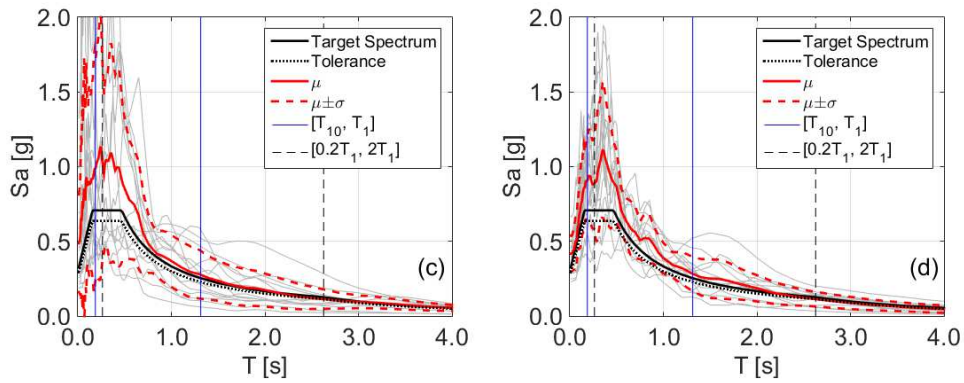 2.0
1.5
1.0
0.5
0.0
Sa [g]
Target Spectrum
Tolerance
μ
μ±σ
[T10, T1]
[0.2T1, 2T1]
(c)
0.0 1.0 2.0 3.0 4.0
T [s]
2.0
1.5
1.0
0.5
0.0
Sa [g]
Target Spectrum
Tolerance
μ
μ±σ
[T10, T1]
[0.2T1, 2T1]
(d)
0.0 1.0 2.0 3.0 4.0
T [s]